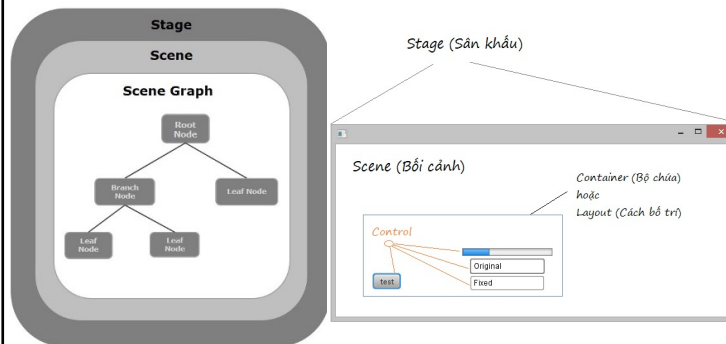 Stage
Scene
Scene Graph
Root
Node
Branch
Node
Leaf Node
Leaf
Node
Leaf
Node
Stage (Sân khấu)
Scene (Bối cảnh)
Container (Bộ chứa)
hoặc
Layout (Cách bố trí)
Control
Original
test
Fixed